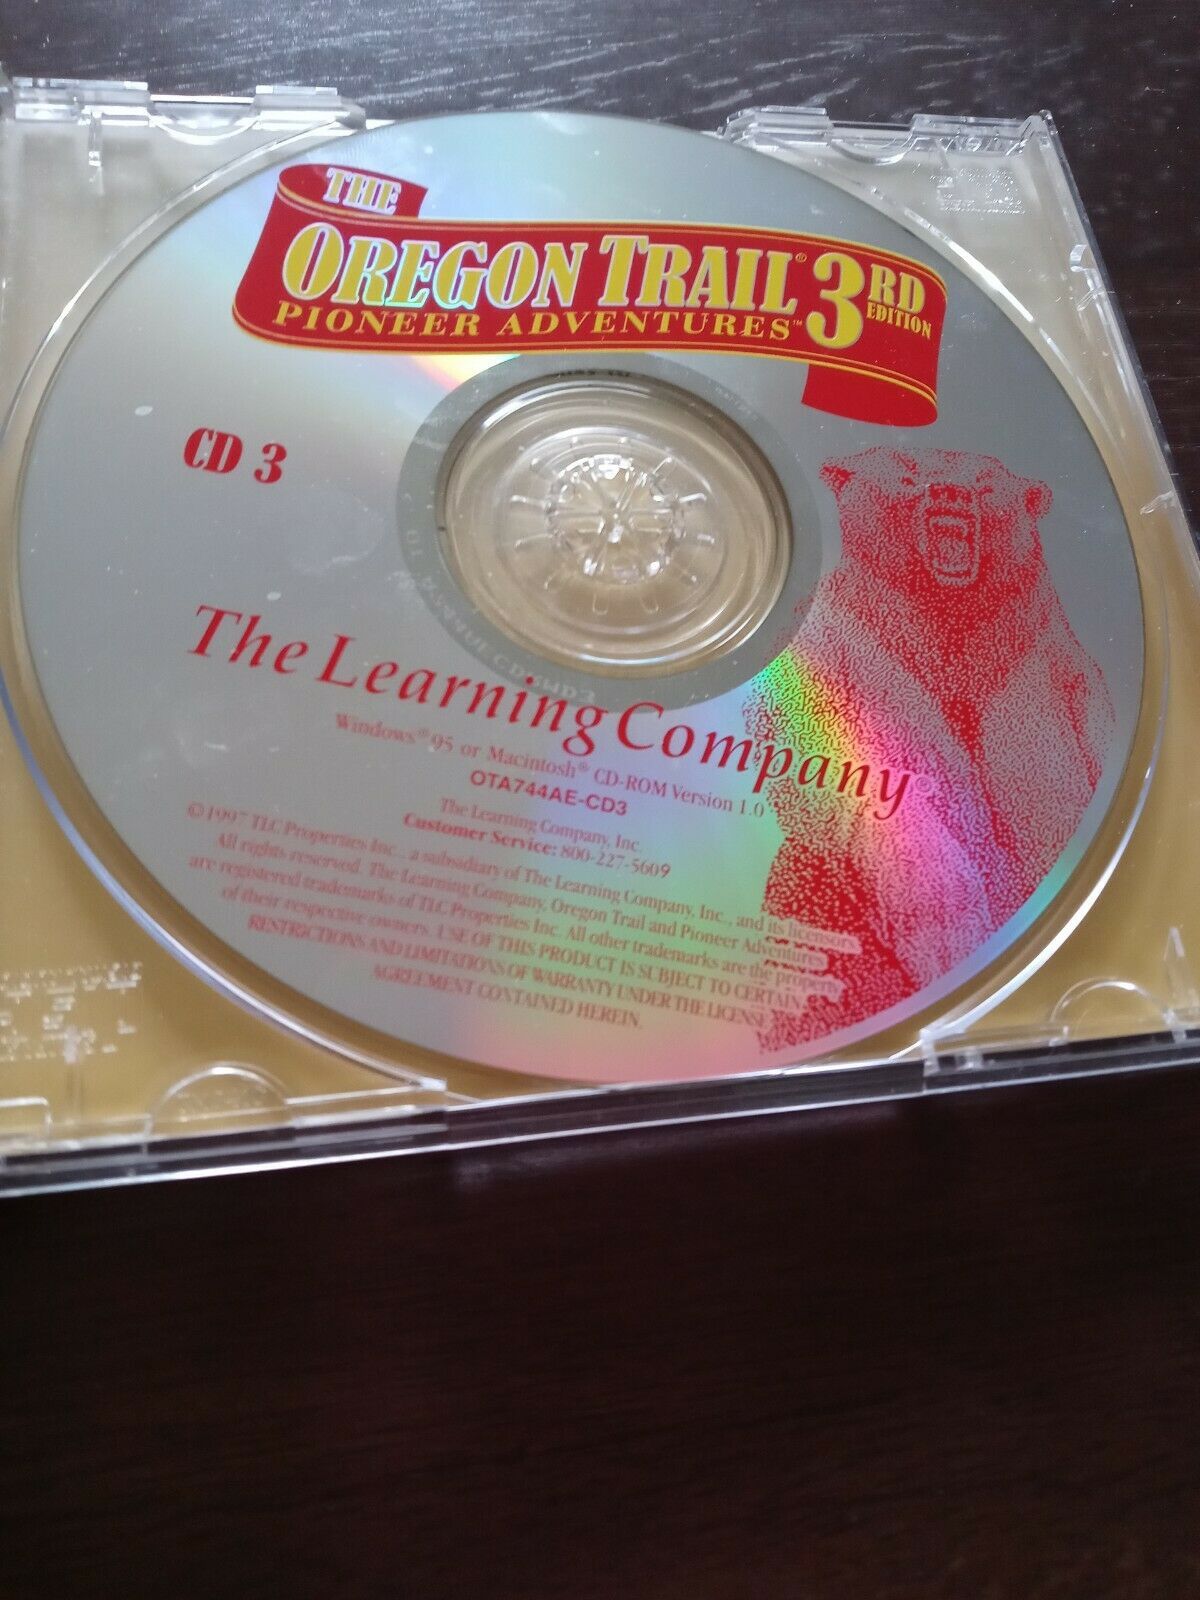 THE
OREGON TRAIL® 3RD EDITION
PIONEER ADVENTURES™
CD 3
The Learning Company®
Windows® 95 or Macintosh® CD-ROM Version 1.0
OTA744AE-CD3
The Learning Company, Inc.
Customer Service: 800-227-5609
©1997 TLC Properties Inc., a subsidiary of The Learning Company, Inc., and its licensors.
All rights reserved. The Learning Company, Oregon Trail and Pioneer Adventures
are registered trademarks of TLC Properties Inc. All other trademarks are the property
of their respective owners. USE OF THIS PRODUCT IS SUBJECT TO CERTAIN
RESTRICTIONS AND LIMITATIONS OF WARRANTY UNDER THE LICENSE
AGREEMENT CONTAINED HEREIN.